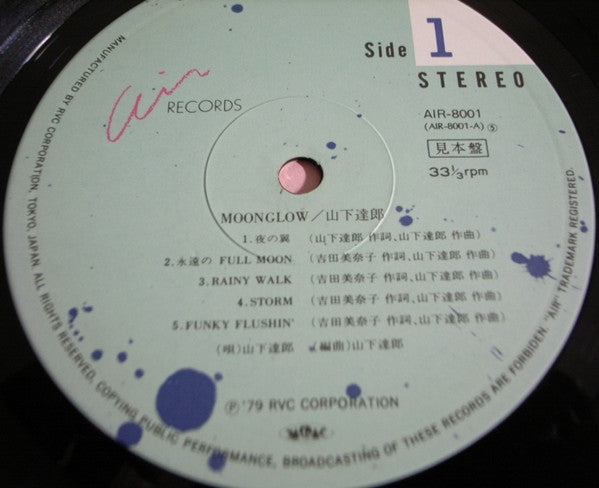 Side 1
STEREO
Air RECORDS
AIR-8001
(AIR-8001-A) ⑤
見本盤
33 1/3 rpm
MOONGLOW/山下達郎
1. 夜の翼 (山下達郎 作詞、山下達郎 作曲)
2. 永遠の FULL MOON (吉田美奈子 作詞、山下達郎 作曲)
3. RAINY WALK (吉田美奈子 作詞、山下達郎 作曲)
4. STORM (吉田美奈子 作詞、山下達郎 作曲)
5. FUNKY FLUSHIN' (吉田美奈子 作詞、山下達郎 作曲)
(唄)山下達郎 (編曲)山下達郎
Ⓟ '79 RVC CORPORATION
MANUFACTURED BY RVC CORPORATION, TOKYO, JAPAN. ALL RIGHTS RESERVED. COPYING, PUBLIC PERFORMANCE, BROADCASTING OF THESE RECORDS ARE FORBIDDEN. "AIR" TRADEMARK REGISTERED.